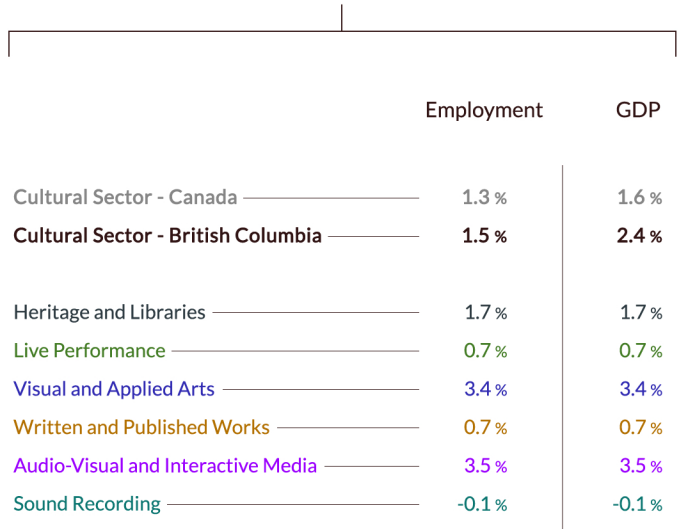 Employment GDP
Cultural Sector - Canada 1.3 % 1.6 %
Cultural Sector - British Columbia 1.5 % 2.4 %
Heritage and Libraries 1.7 % 1.7 %
Live Performance 0.7 % 0.7 %
Visual and Applied Arts 3.4 % 3.4 %
Written and Published Works 0.7 % 0.7 %
Audio-Visual and Interactive Media 3.5 % 3.5 %
Sound Recording -0.1 % -0.1 %